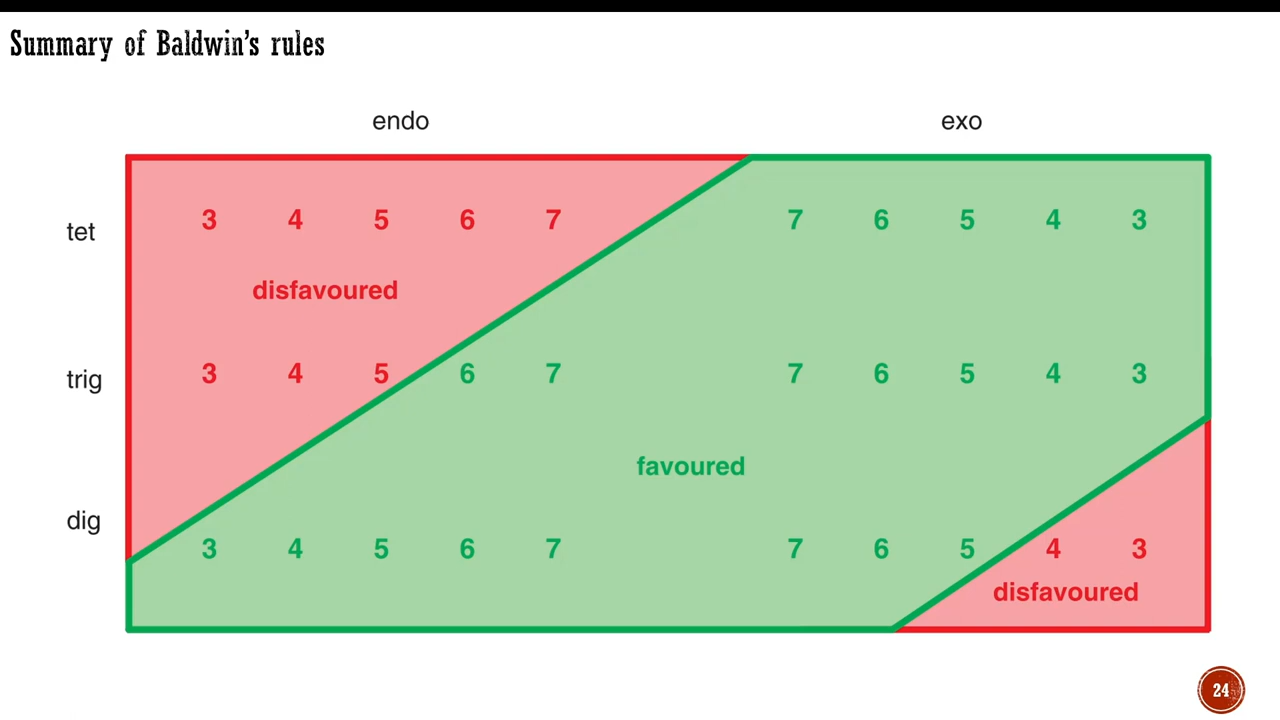 Summary of Baldwin's rules
endo exo
tet 3 4 5 6 7 7 6 5 4 3
disfavoured
trig 3 4 5 6 7 7 6 5 4 3
favoured
dig 3 4 5 6 7 7 6 5 4 3
disfavoured
24